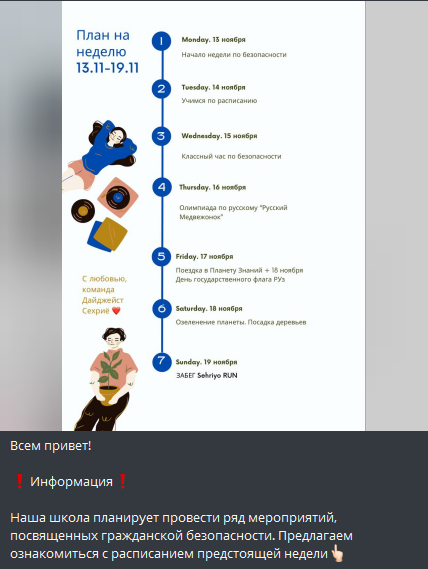 План на
неделю
13.11-19.11
1
Monday. 13 ноября
Начало недели по безопасности
2
Tuesday. 14 ноября
Учимся по расписанию
3
Wednesday. 15 ноября
Классный час по безопасности
4
Thursday. 16 ноября
Олимпиада по русскому "Русский
Медвежонок"
5
Friday. 17 ноября
Поездка в Планету Знаний + 18 ноября
День государственного флага РУз
6
Saturday. 18 ноября
Озеленение планеты. Посадка деревьев
7
Sunday. 19 ноября
ЗАБЕГ Sehriyo RUN
С любовью,
команда
Дайджест
Сехриё ❤️
Всем привет!
❗Информация❗
Наша школа планирует провести ряд мероприятий,
посвященных гражданской безопасности. Предлагаем
ознакомиться с расписанием предстоящей недели👇🏻